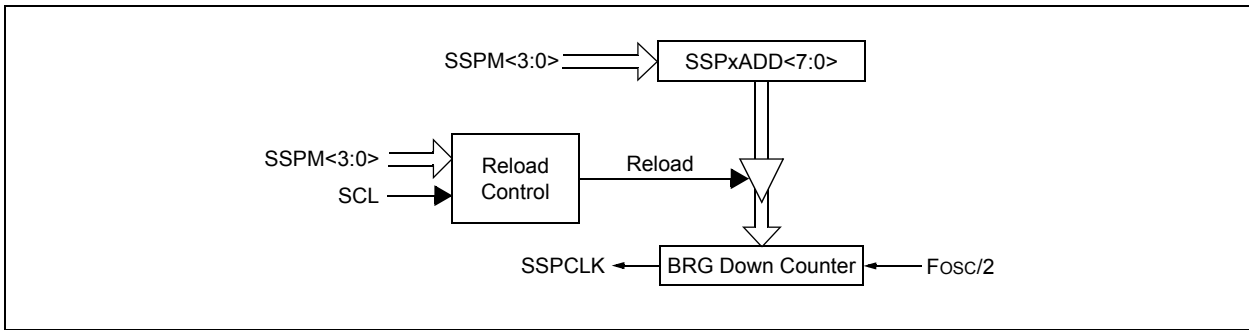 SSPM<3:0>
SSPxADD<7:0>
SSPM<3:0>
SCL
Reload
Control
Reload
SSPCLK
BRG Down Counter
FOSC/2